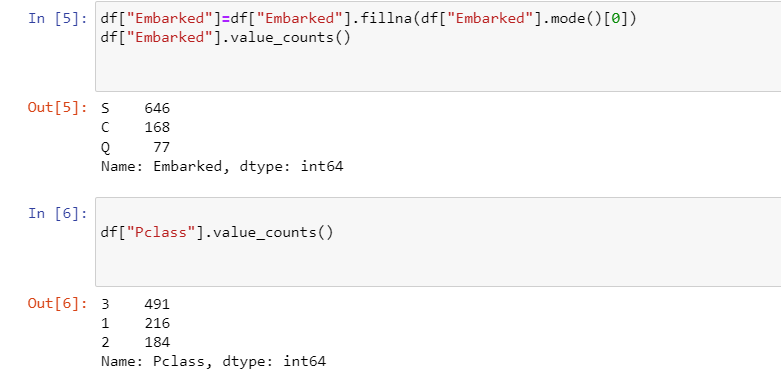 In [5]: df["Embarked"]=df["Embarked"].fillna(df["Embarked"].mode()[0])
df["Embarked"].value_counts()
Out[5]: S    646
C    168
Q     77
Name: Embarked, dtype: int64
In [6]:
df["Pclass"].value_counts()
Out[6]: 3    491
1    216
2    184
Name: Pclass, dtype: int64